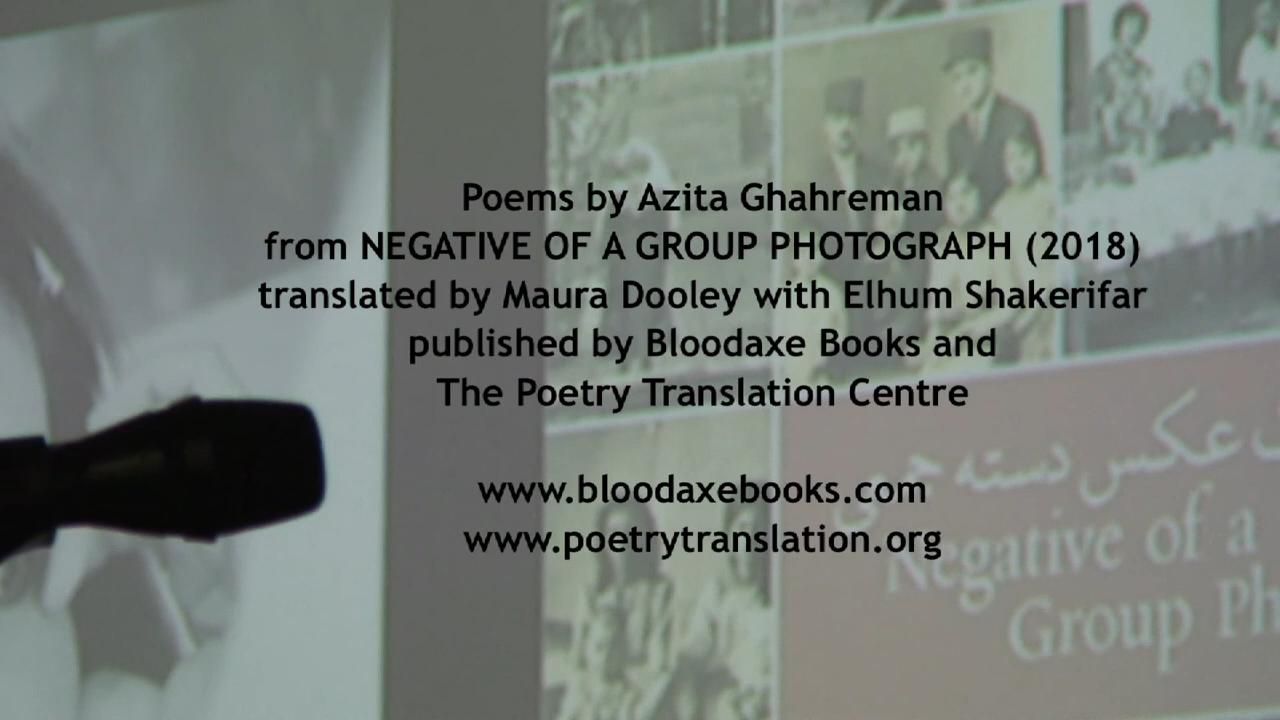 Poems by Azita Ghahreman
from NEGATIVE OF A GROUP PHOTOGRAPH (2018)
translated by Maura Dooley with Elhum Shakerifar
published by Bloodaxe Books and
The Poetry Translation Centre
www.bloodaxebooks.com
www.poetrytranslation.org
عکس دسته جمعی
Negative of a
Group Ph